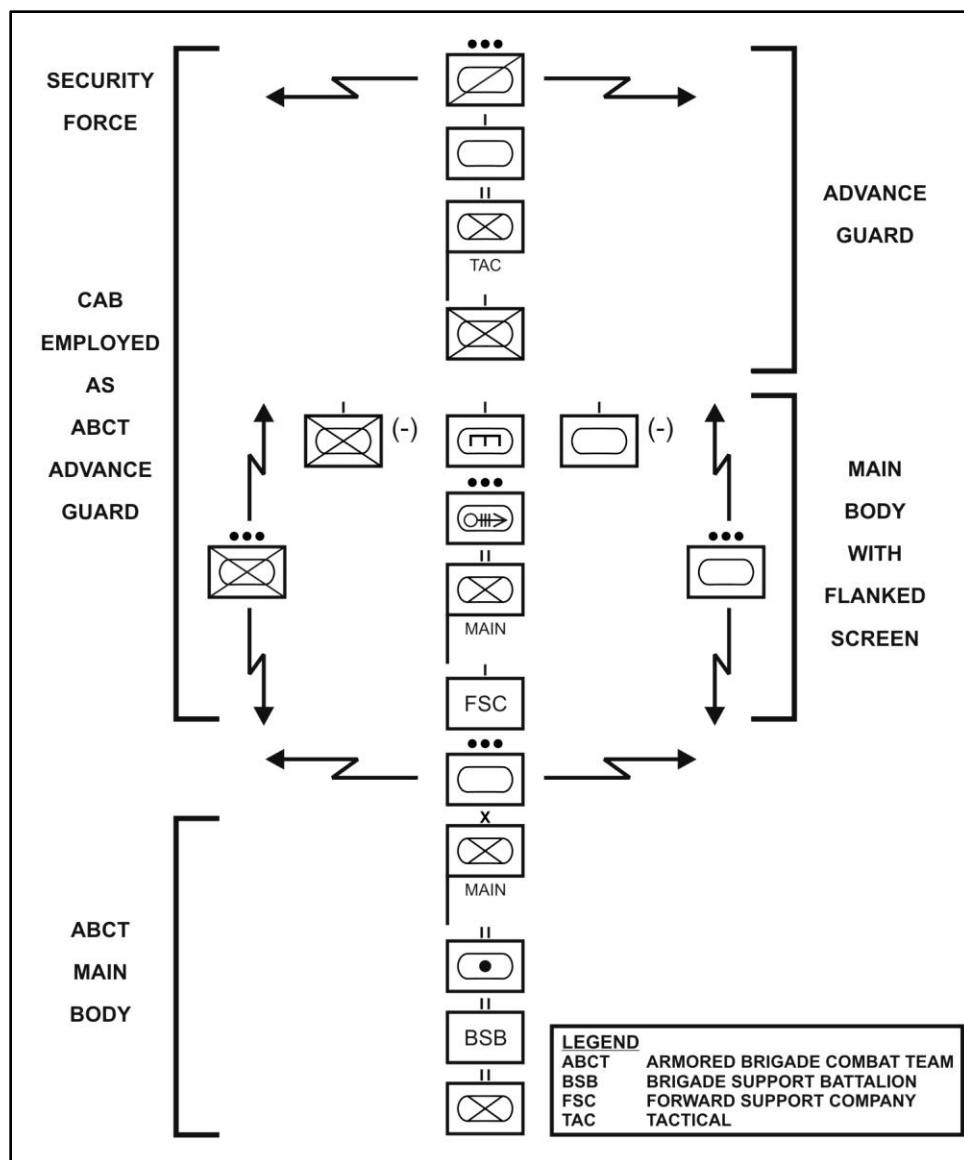 SECURITY
FORCE
ADVANCE
GUARD
TAC
CAB
EMPLOYED
AS
ABCT
ADVANCE
GUARD
(-)
(-)
MAIN
BODY
WITH
FLANKED
SCREEN
MAIN
FSC
X
MAIN
ABCT
MAIN
BODY
BSB
LEGEND
ABCT ARMORED BRIGADE COMBAT TEAM
BSB BRIGADE SUPPORT BATTALION
FSC FORWARD SUPPORT COMPANY
TAC TACTICAL